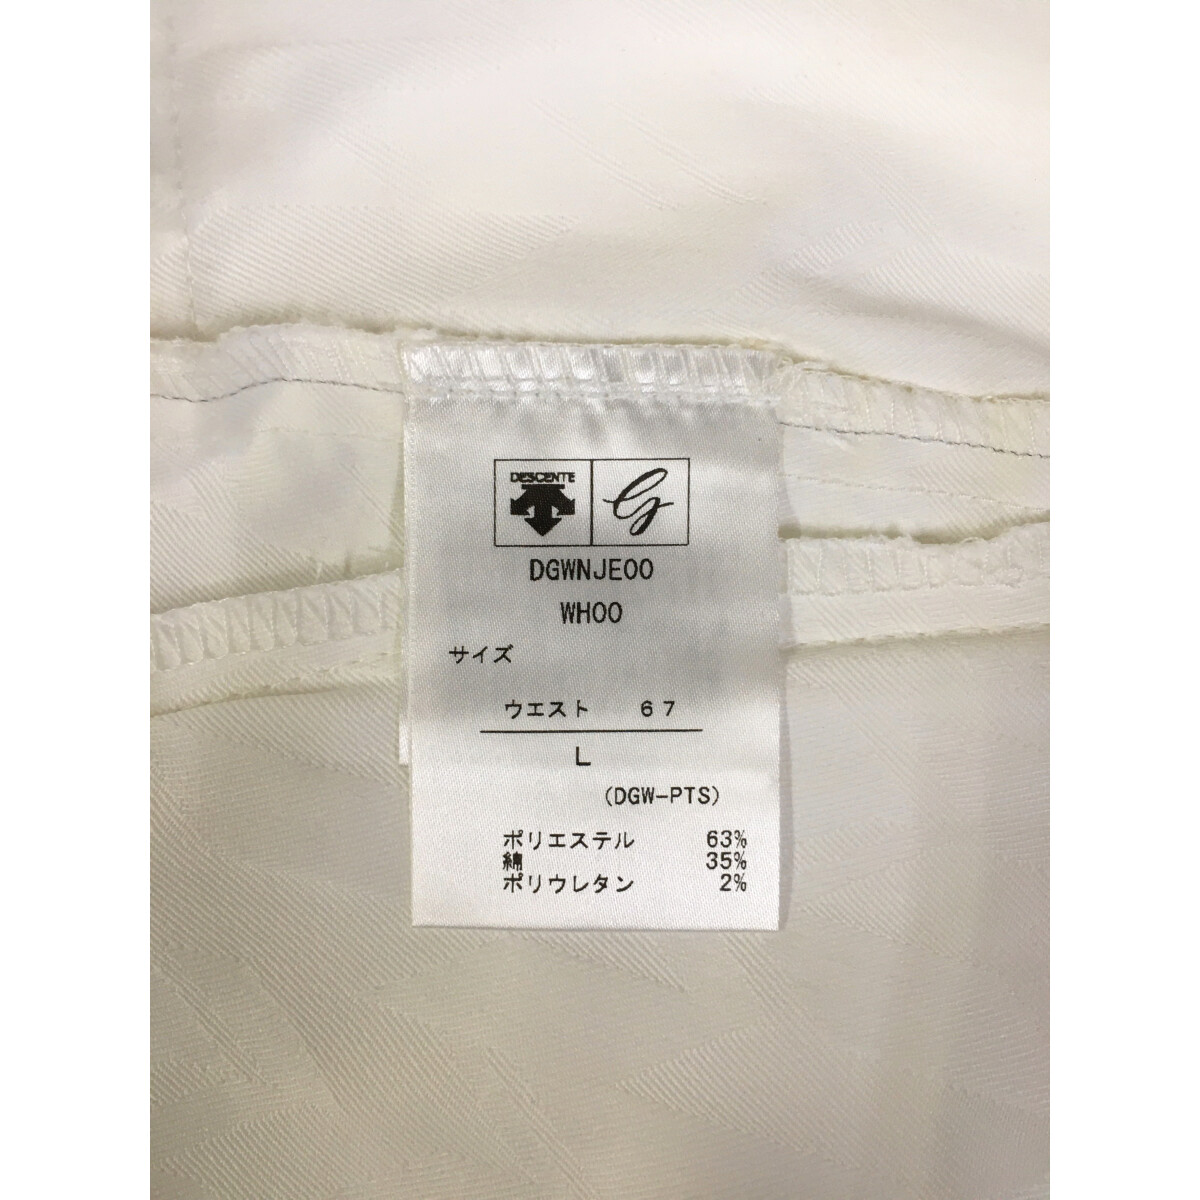 DESCENTE G
DGWNJE00
WH00
サイズ
ウエスト 67
L
(DGW-PTS)
ポリエステル 63%
綿 35%
ポリウレタン 2%